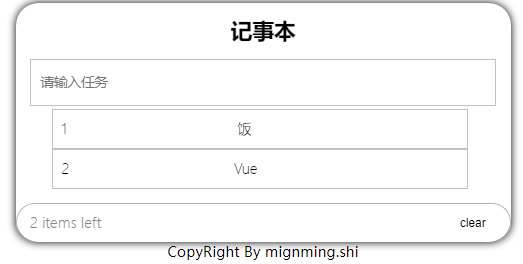 记事本
请输入任务
1 饭
2 Vue
2 items left clear
CopyRight By mignming.shi